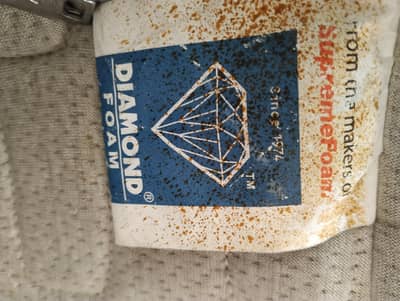 From the makers of
SupremeFoam
Since 1974
TM
DIAMOND®
FOAM